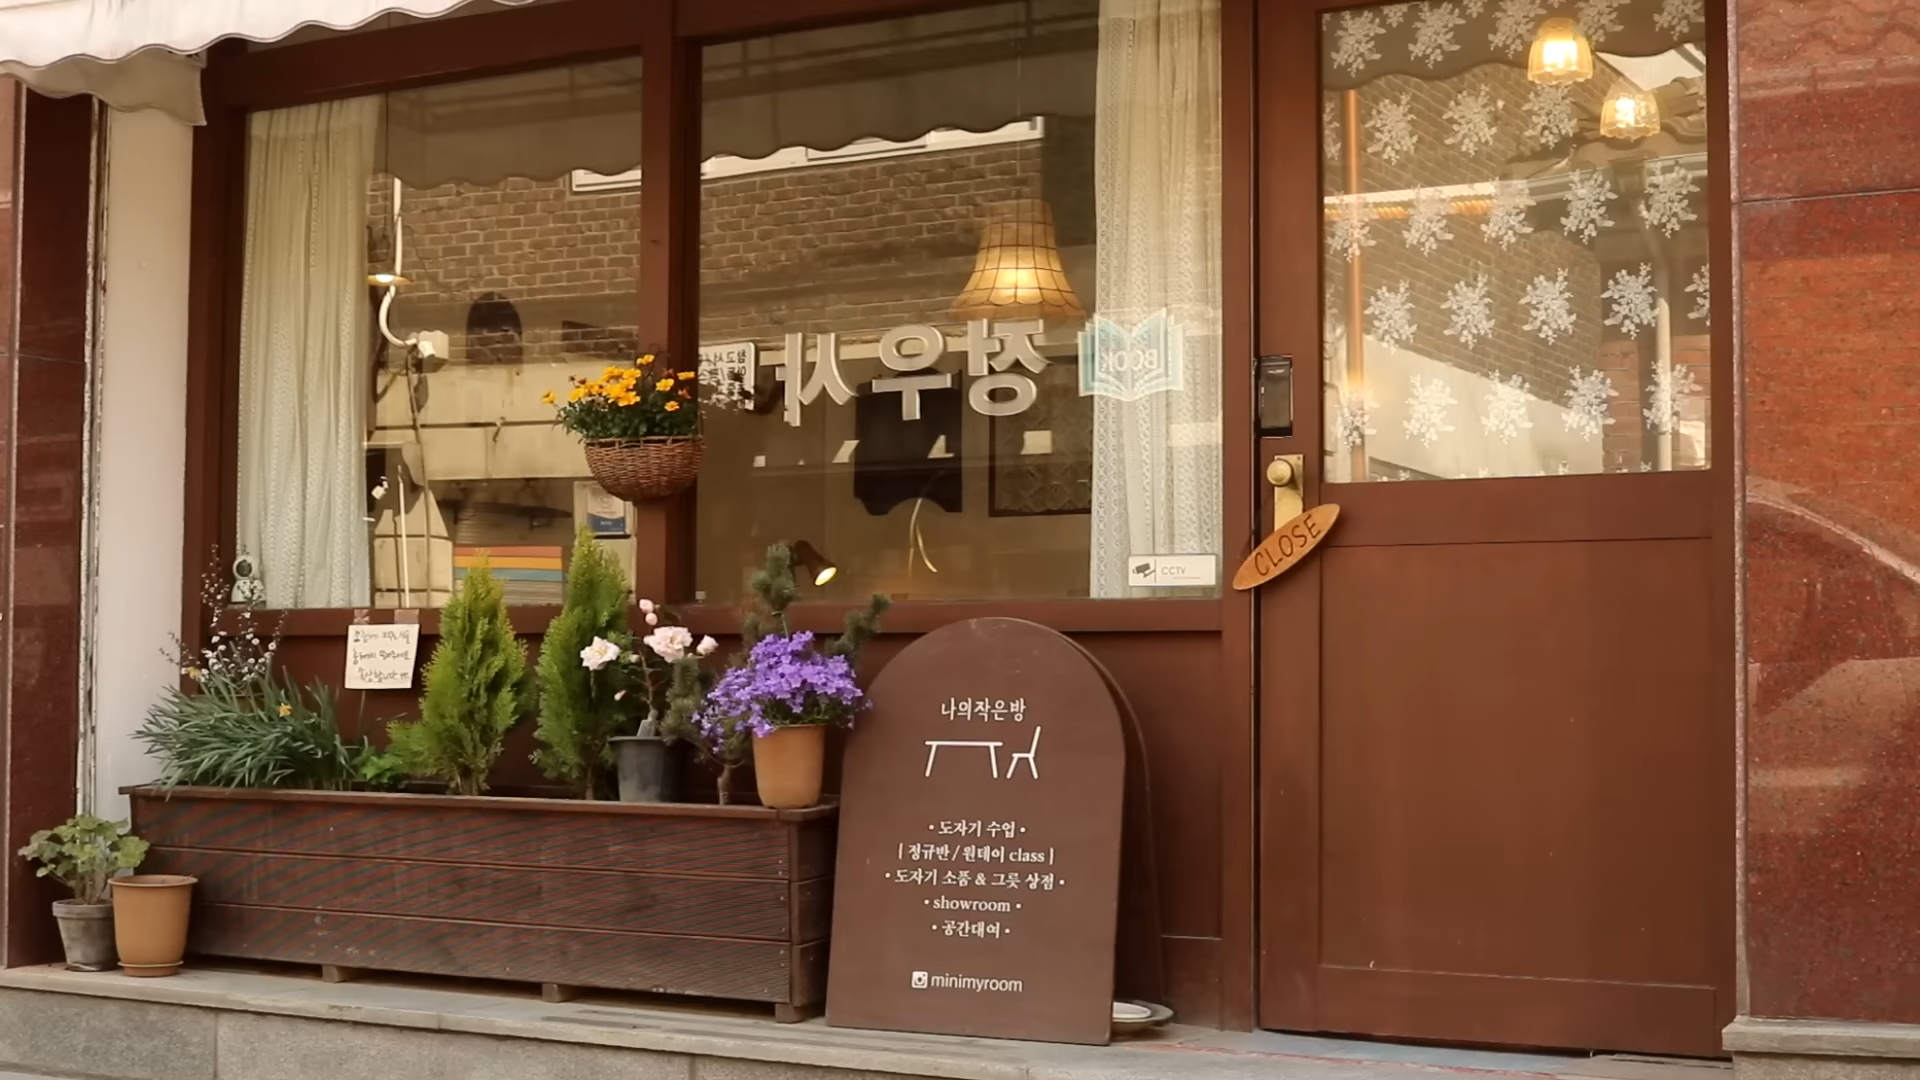 정우사
BOOK
CCTV
CLOSE
나의작은방
• 도자기 수업 •
| 정규반 / 원데이 class |
• 도자기 소품 & 그릇 상점 •
• showroom •
• 공간대여 •
minimyroom